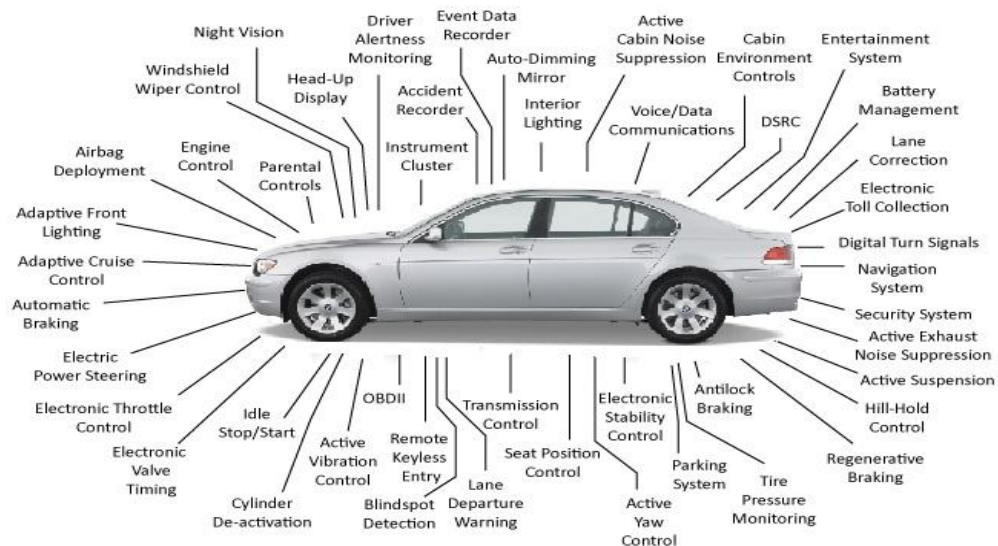 Night Vision
Driver
Alertness
Monitoring
Event Data
Recorder
Active
Cabin Noise
Suppression
Cabin
Environment
Controls
Entertainment
System
Windshield
Wiper Control
Head-Up
Display
Accident
Recorder
Auto-Dimming
Mirror
Interior
Lighting
Voice/Data
Communications
DSRC
Battery
Management
Airbag
Deployment
Engine
Control
Parental
Controls
Instrument
Cluster
Lane
Correction
Adaptive Front
Lighting
Electronic
Toll Collection
Adaptive Cruise
Control
Digital Turn Signals
Automatic
Braking
Navigation
System
Security System
Electric
Power Steering
Active Exhaust
Noise Suppression
Active Suspension
Electronic Throttle
Control
Idle
Stop/Start
OBDII
Transmission
Control
Electronic
Stability
Control
Antilock
Braking
Hill-Hold
Control
Electronic
Valve
Timing
Active
Vibration
Control
Remote
Keyless
Entry
Seat Position
Control
Parking
System
Regenerative
Braking
Cylinder
De-activation
Blindspot
Detection
Lane
Departure
Warning
Active
Yaw
Control
Tire
Pressure
Monitoring